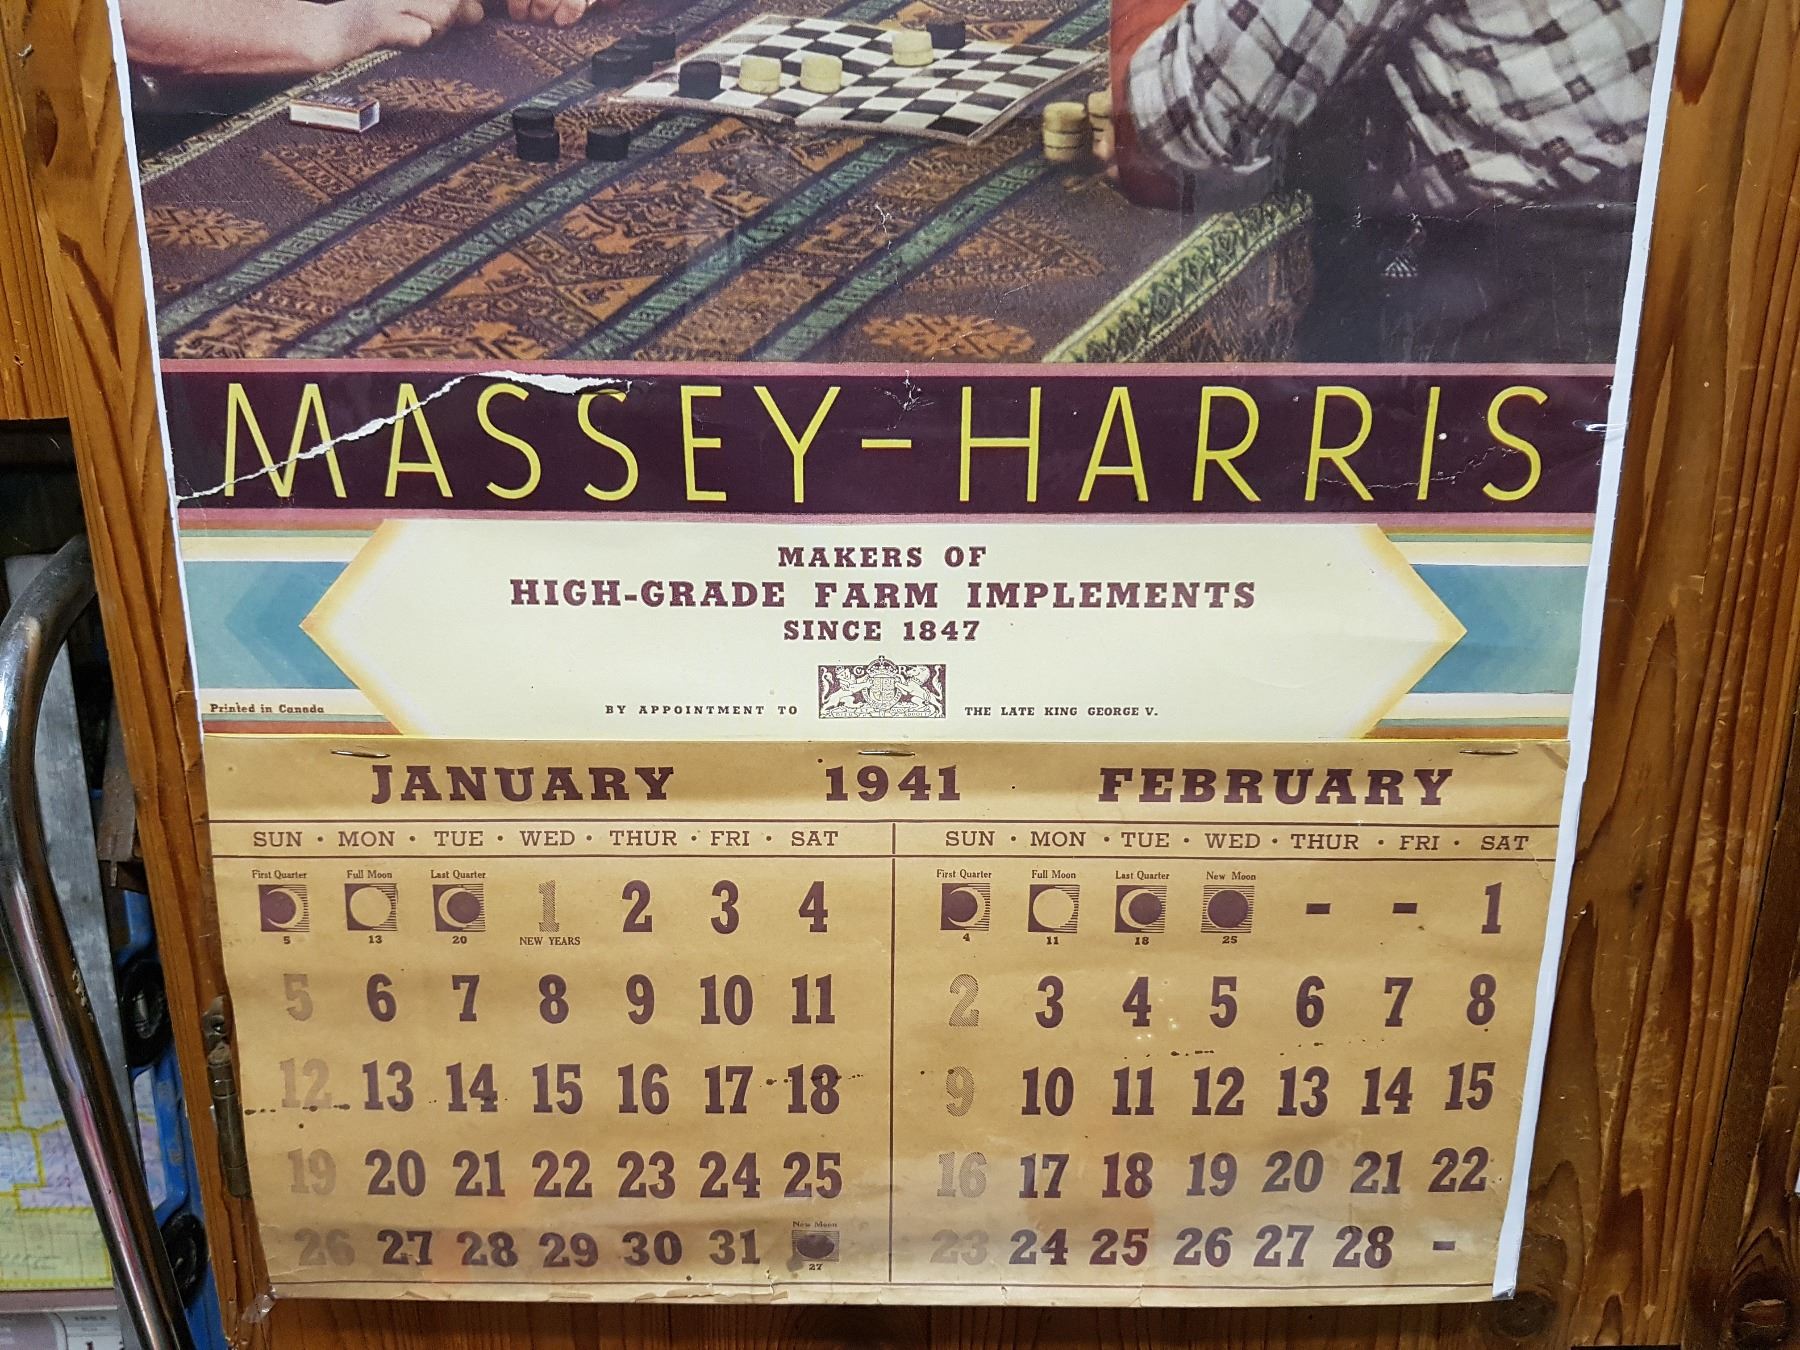 MASSEY-HARRIS
MAKERS OF
HIGH-GRADE FARM IMPLEMENTS
SINCE 1847
BY APPOINTMENT TO THE LATE KING GEORGE V.
Printed in Canada
JANUARY 1941 FEBRUARY
SUN · MON · TUE · WED · THUR · FRI · SAT
First Quarter Full Moon Last Quarter
1 2 3 4
5 13 20 NEW YEARS
5 6 7 8 9 10 11
12 13 14 15 16 17 18
19 20 21 22 23 24 25
New Moon
26 27 28 29 30 31
27
SUN · MON · TUE · WED · THUR · FRI · SAT
First Quarter Full Moon Last Quarter New Moon
- - 1
4 11 18 25
2 3 4 5 6 7 8
9 10 11 12 13 14 15
16 17 18 19 20 21 22
23 24 25 26 27 28 -